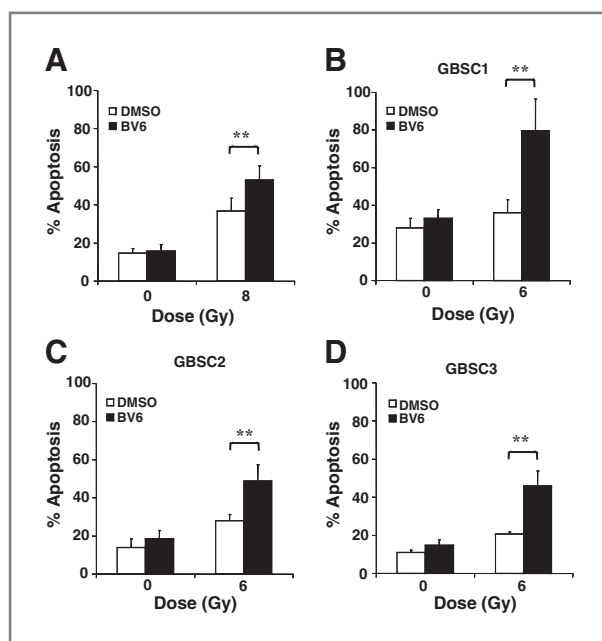 A
DMSO
BV6
% Apoptosis
100
80
60
40
20
0
**
0 8
Dose (Gy)
B
GBSC1
DMSO
BV6
% Apoptosis
100
80
60
40
20
0
**
0 6
Dose (Gy)
C
GBSC2
DMSO
BV6
% Apoptosis
100
80
60
40
20
0
**
0 6
Dose (Gy)
D
GBSC3
DMSO
BV6
% Apoptosis
100
80
60
40
20
0
**
0 6
Dose (Gy)